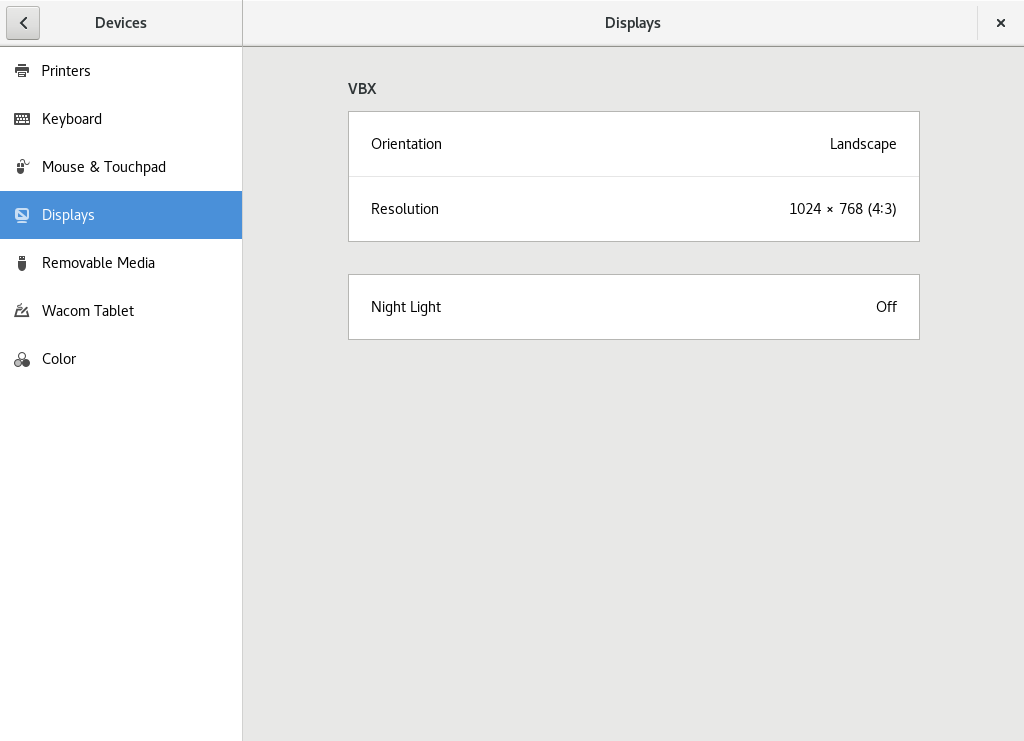 Devices
Displays
Printers
Keyboard
Mouse & Touchpad
Displays
Removable Media
Wacom Tablet
Color
VBX
Orientation Landscape
Resolution 1024 × 768 (4:3)
Night Light Off